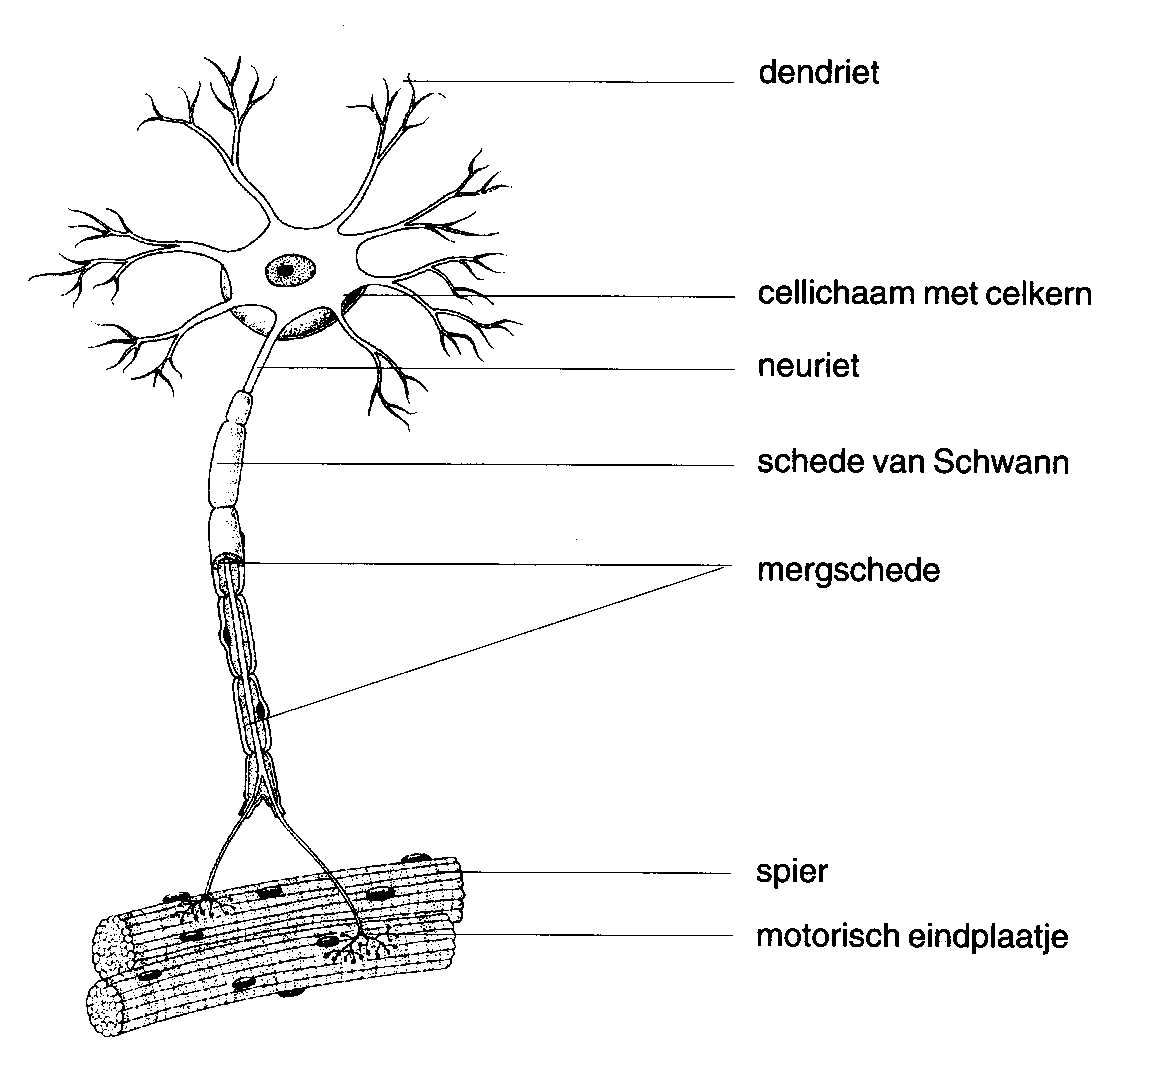 dendriet
cellichaam met celkern
neuriet
schede van Schwann
mergschede
spier
motorisch eindplaatje